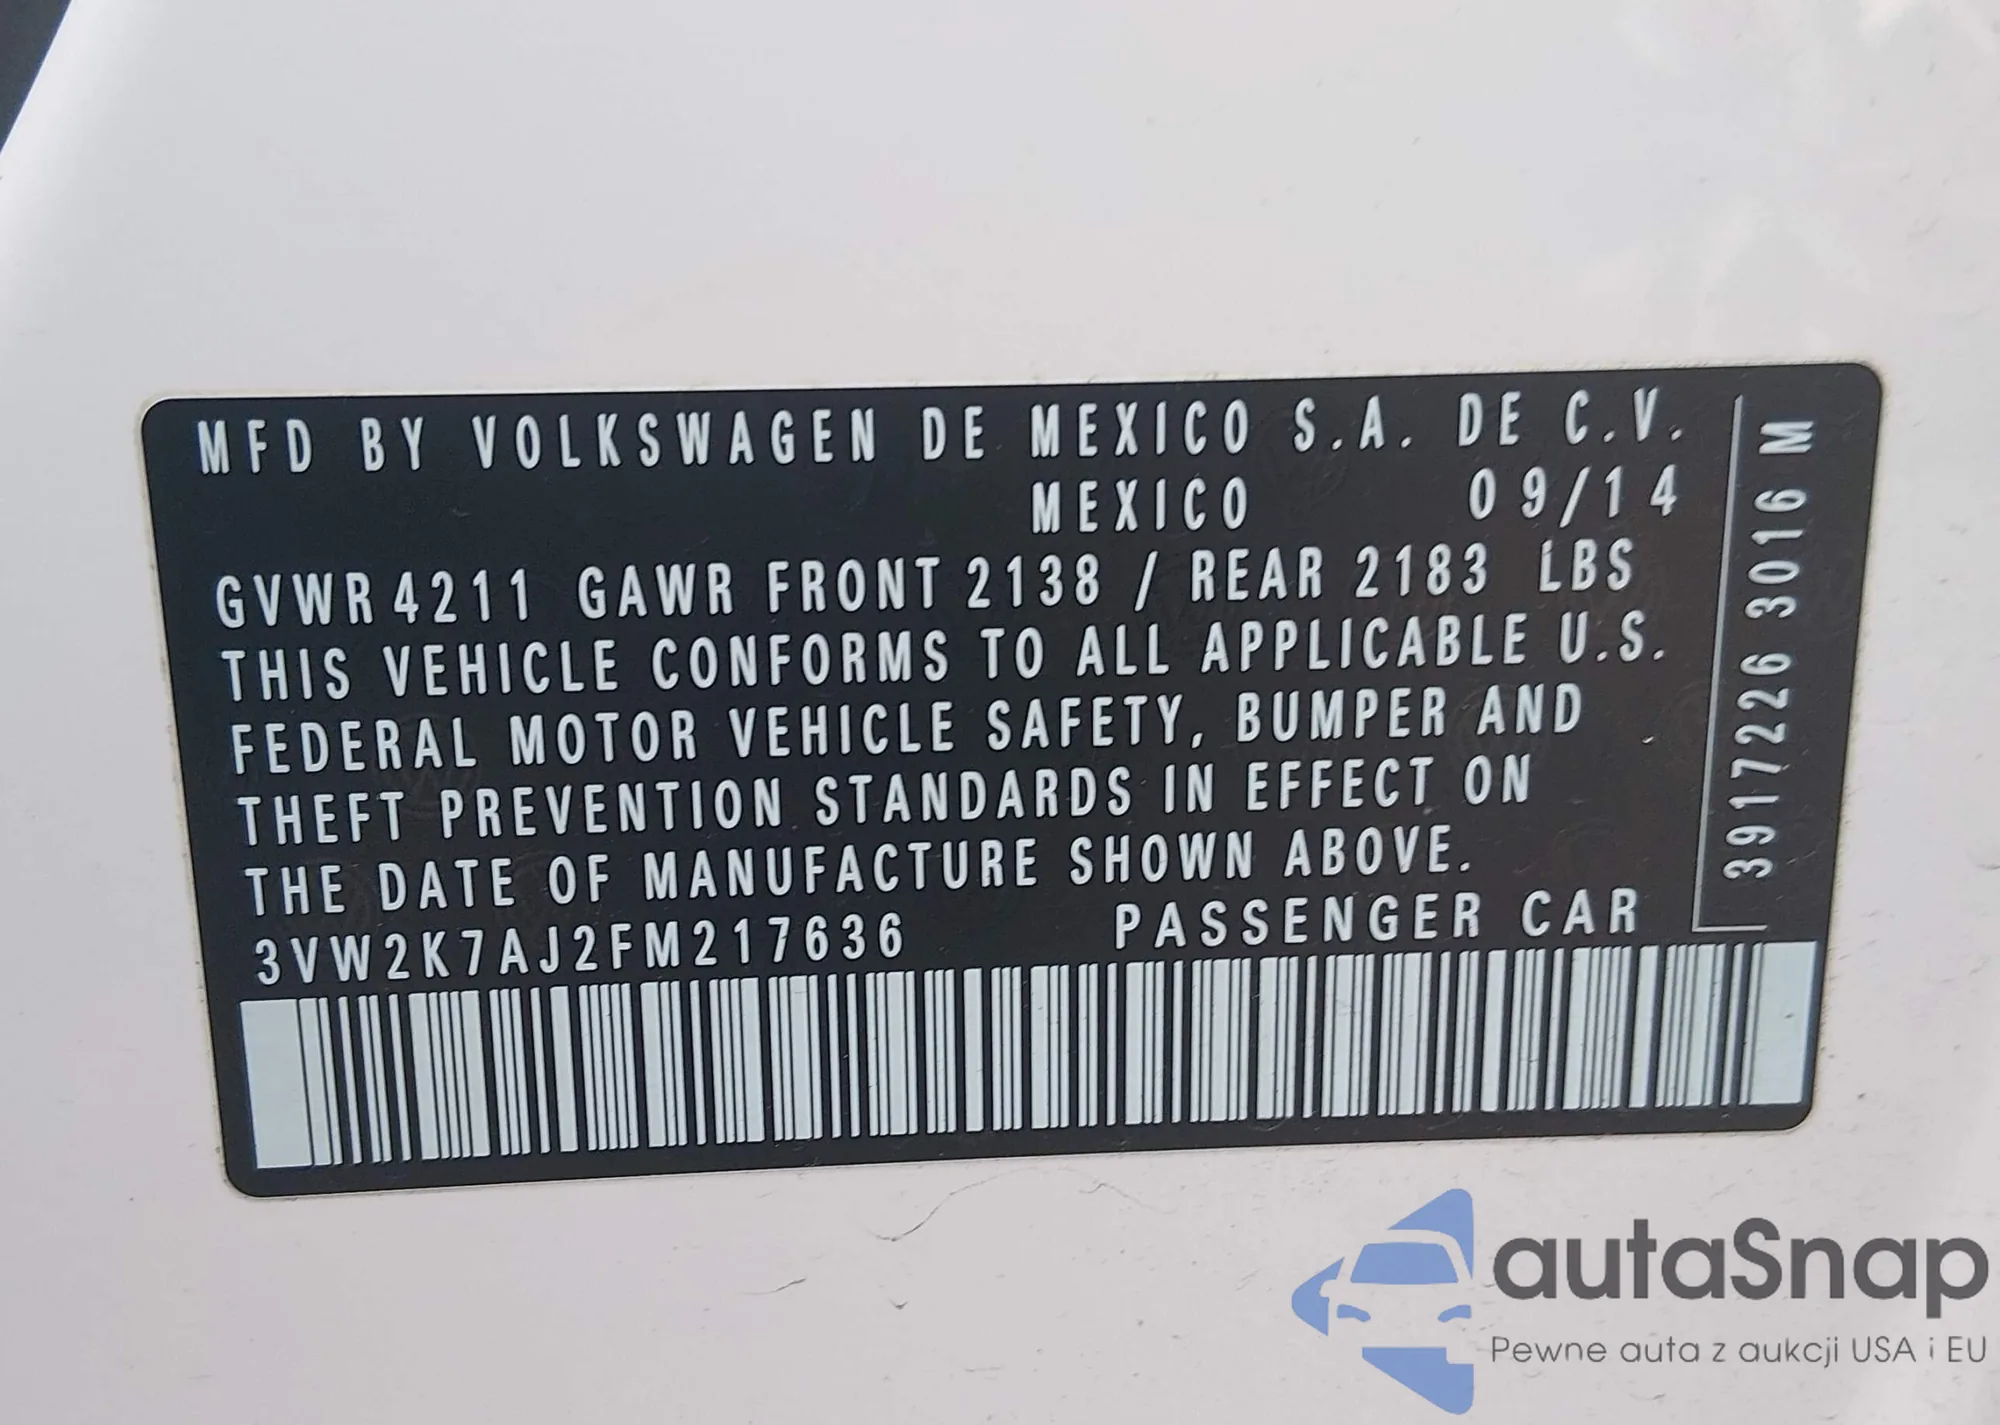 MFD BY VOLKSWAGEN DE MEXICO S.A. DE C.V.
MEXICO 09/14
GVWR 4211 GAWR FRONT 2138 / REAR 2183 LBS
THIS VEHICLE CONFORMS TO ALL APPLICABLE U.S.
FEDERAL MOTOR VEHICLE SAFETY, BUMPER AND
THEFT PREVENTION STANDARDS IN EFFECT ON
THE DATE OF MANUFACTURE SHOWN ABOVE.
3VW2K7AJ2FM217636 PASSENGER CAR
3917226 3016 M
autaSnap
Pewne auta z aukcji USA i EU